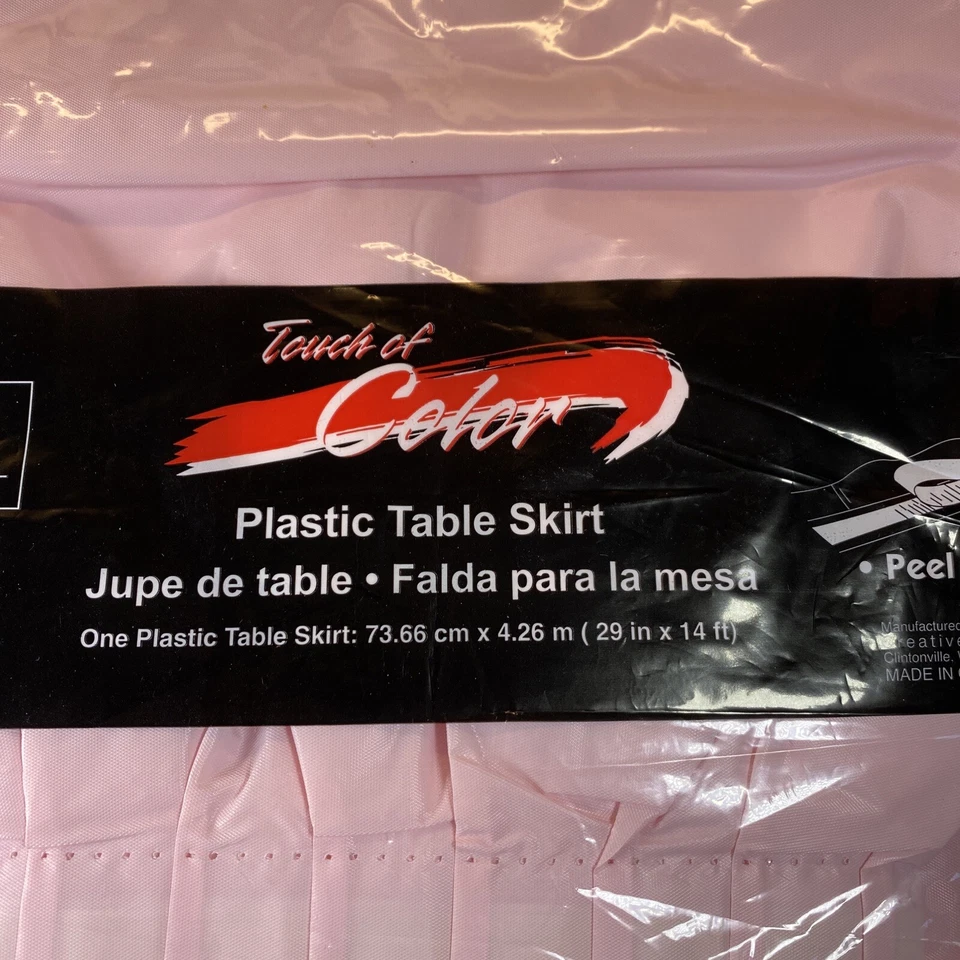 Touch of
Color
Plastic Table Skirt
Jupe de table • Falda para la mesa
One Plastic Table Skirt: 73.66 cm x 4.26 m ( 29 in x 14 ft)
• Peel
Manufactured
reative
Clintonville,
MADE IN